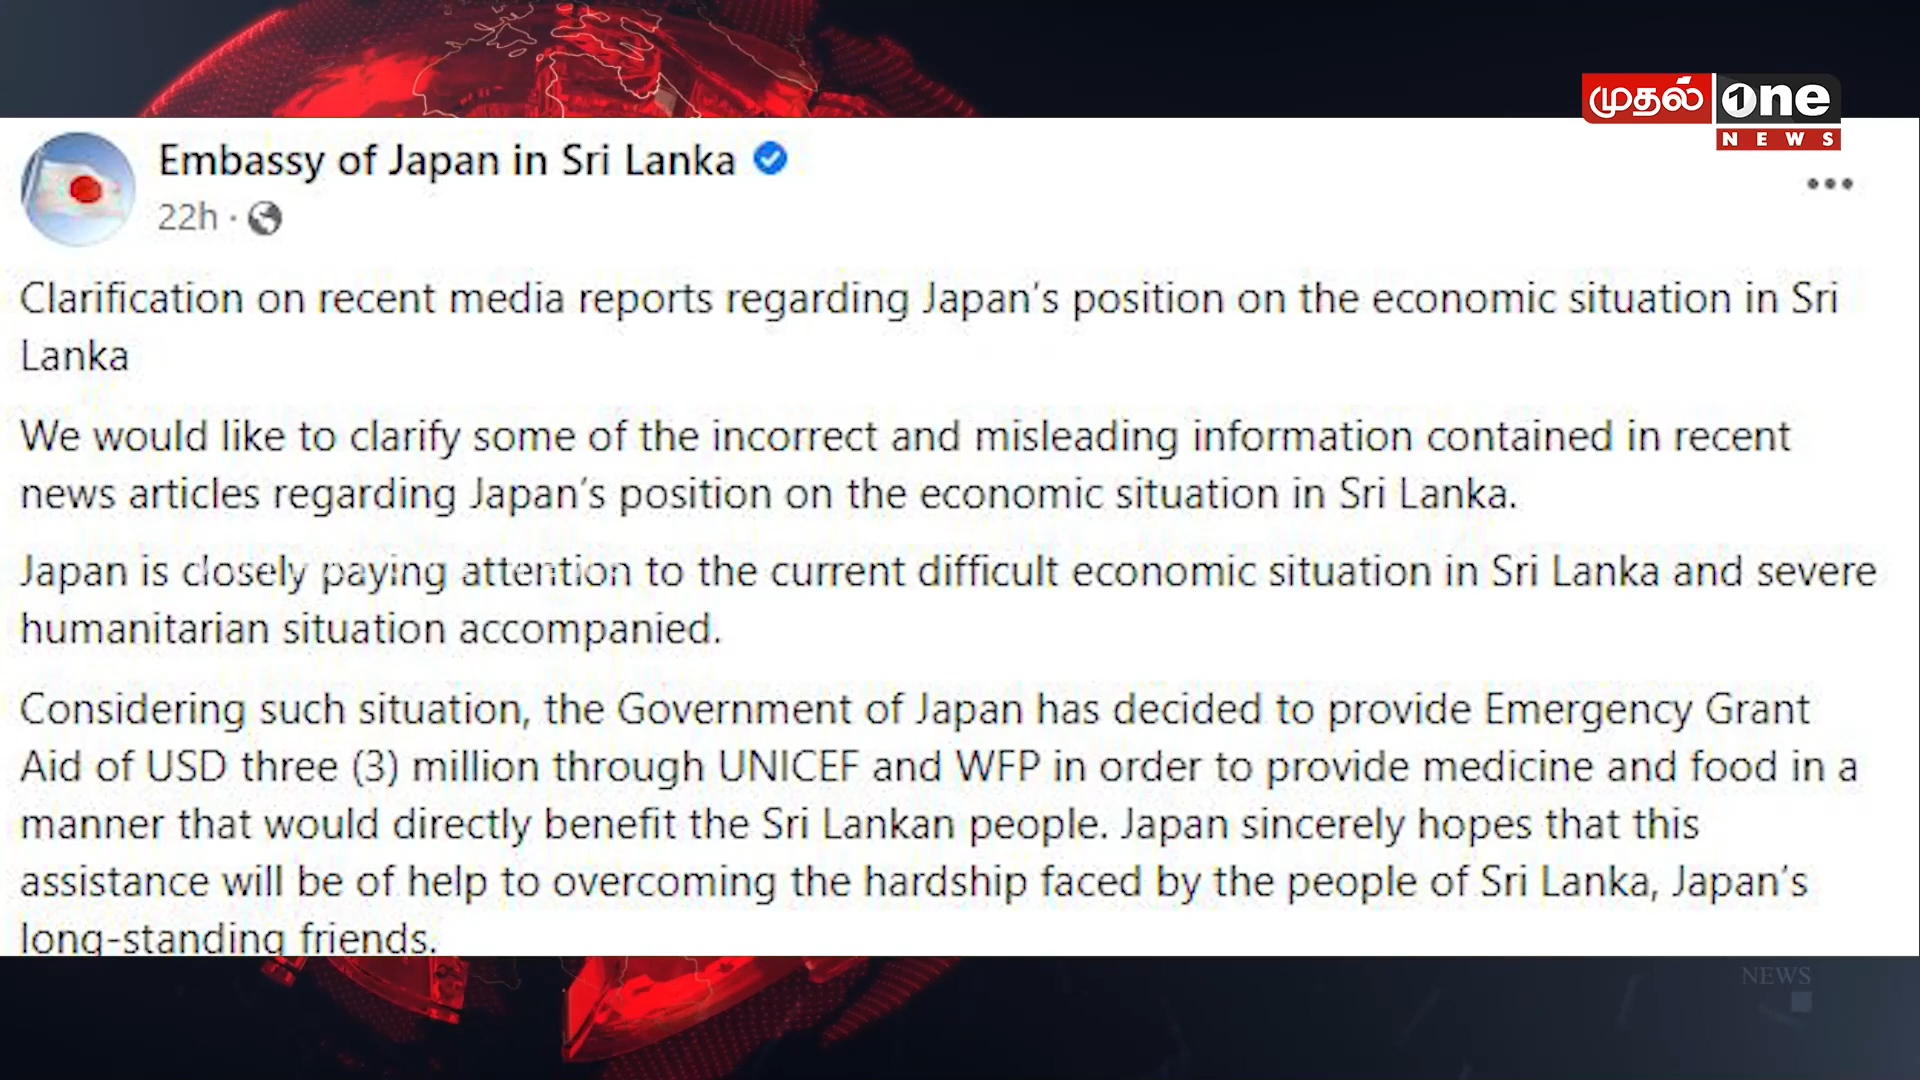 முதல் one
NEWS
Embassy of Japan in Sri Lanka
22h ·
Clarification on recent media reports regarding Japan's position on the economic situation in Sri
Lanka
We would like to clarify some of the incorrect and misleading information contained in recent
news articles regarding Japan's position on the economic situation in Sri Lanka.
Japan is closely paying attention to the current difficult economic situation in Sri Lanka and severe
humanitarian situation accompanied.
Considering such situation, the Government of Japan has decided to provide Emergency Grant
Aid of USD three (3) million through UNICEF and WFP in order to provide medicine and food in a
manner that would directly benefit the Sri Lankan people. Japan sincerely hopes that this
assistance will be of help to overcoming the hardship faced by the people of Sri Lanka, Japan's
long-standing friends.
NEWS